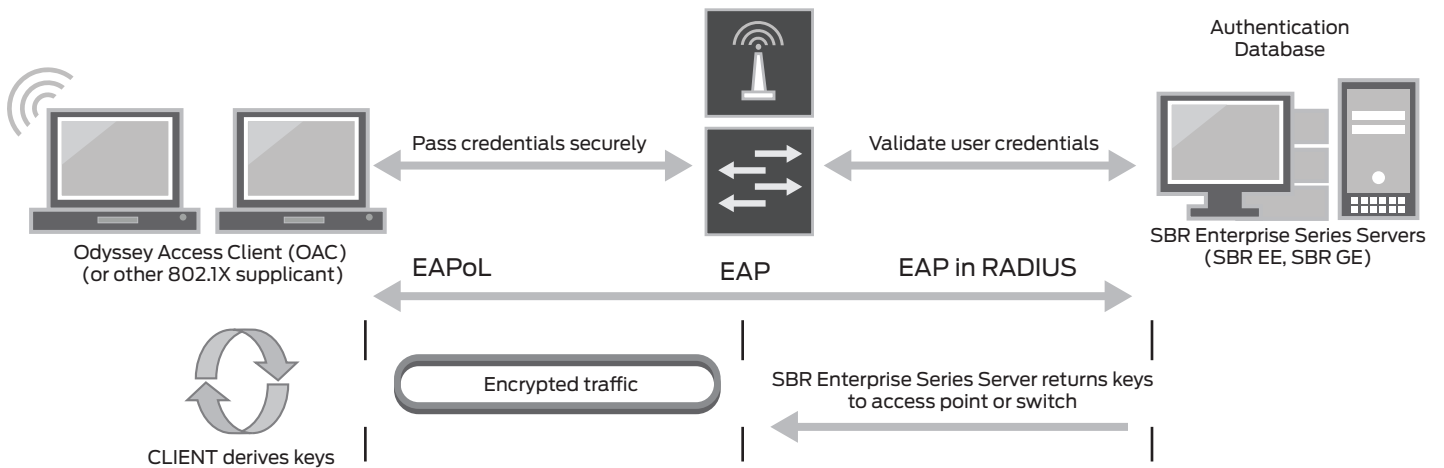 Authentication
Database
Pass credentials securely
Validate user credentials
Odyssey Access Client (OAC)
(or other 802.1X supplicant)
SBR Enterprise Series Servers
(SBR EE, SBR GE)
EAPoL
EAP
EAP in RADIUS
Encrypted traffic
SBR Enterprise Series Server returns keys
to access point or switch
CLIENT derives keys